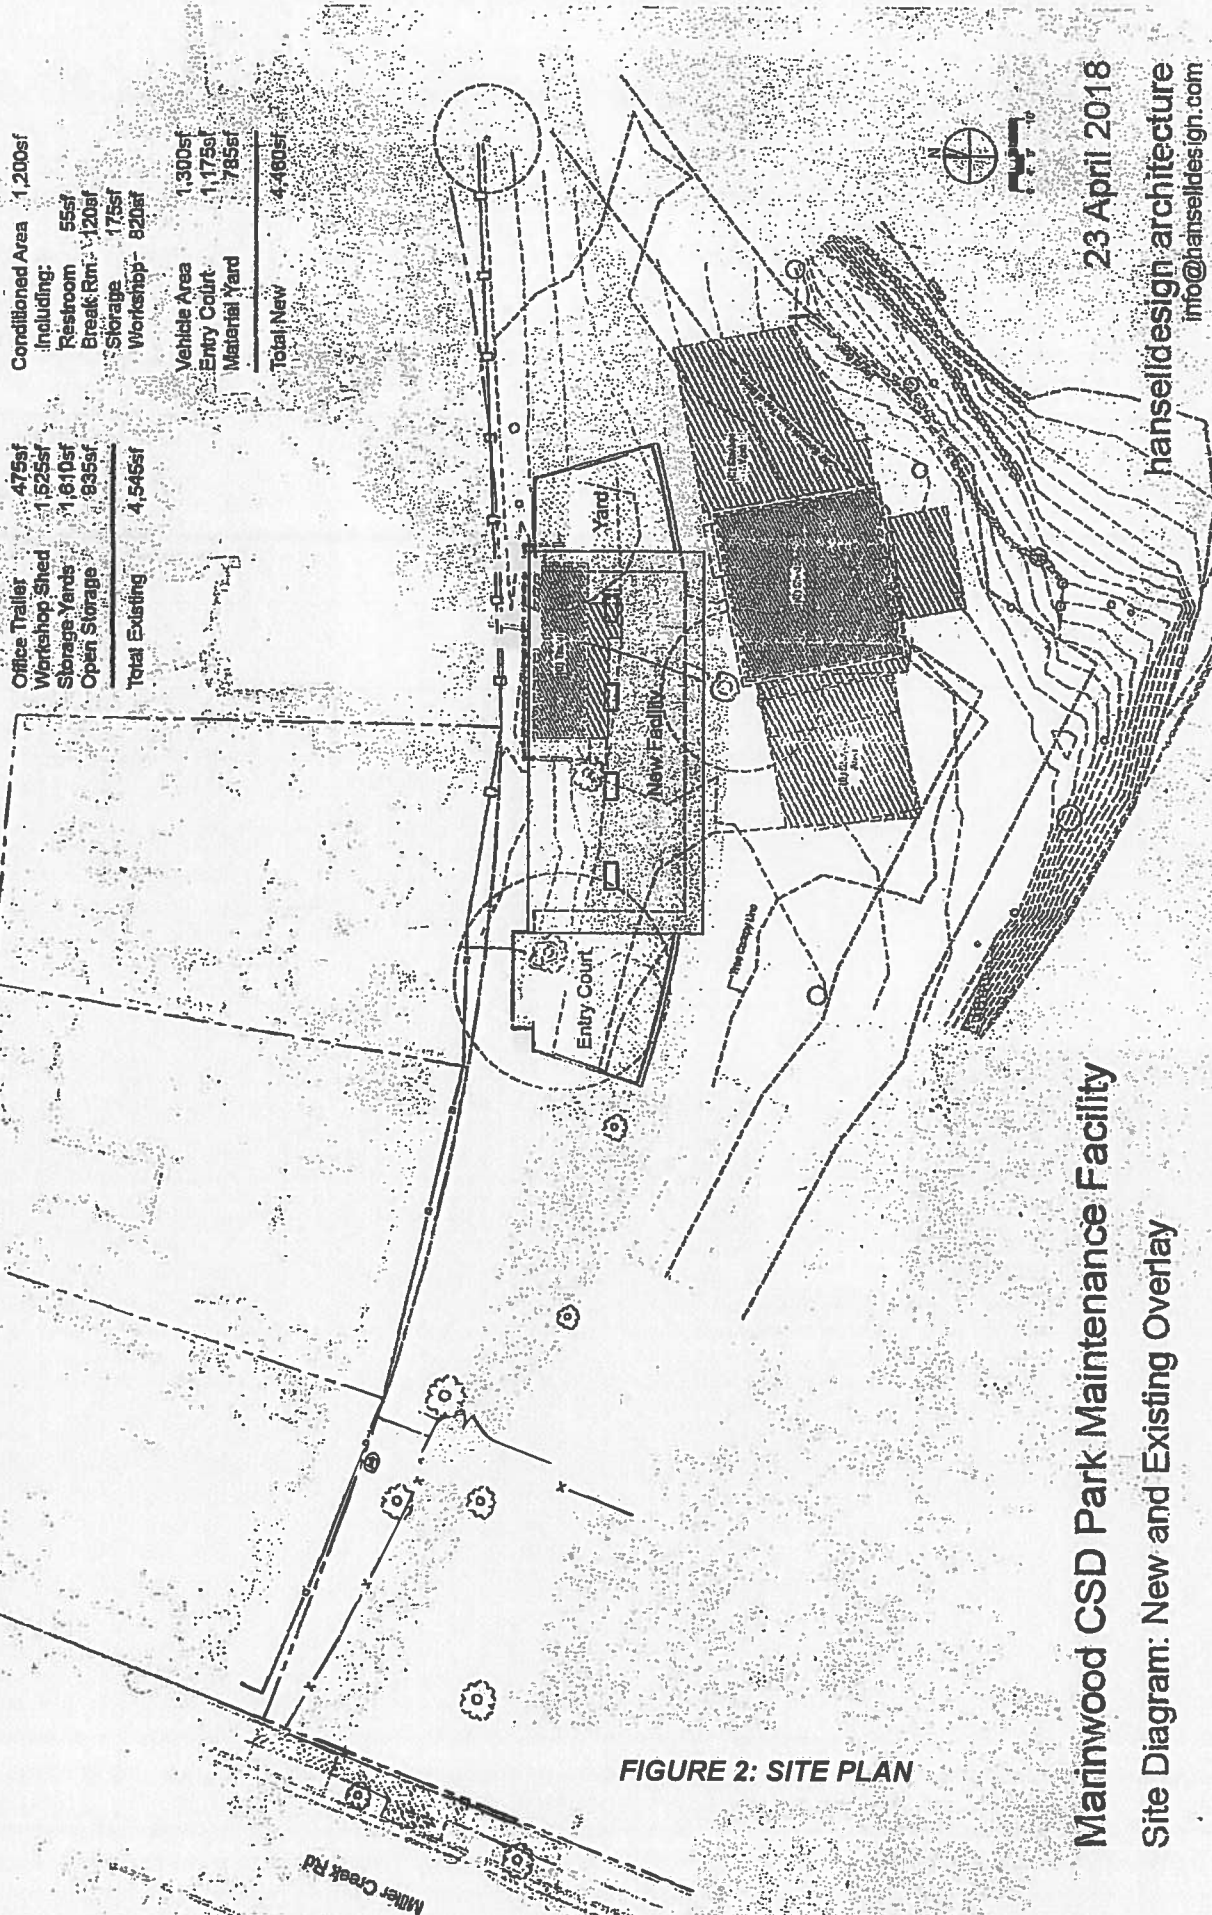 Office Trailer 475sf
Workshop Shed 1,525sf
Storage Yards 1,610sf
Open Storage 935sf
Total Existing 4,545sf
Conditioned Area 1,200sf
Including:
Restroom 55sf
Break Rm 120sf
Storage 175sf
Workshop 820sf
Vehicle Area 1,300sf
Entry Court 1,175sf
Material Yard 785sf
Total New 4,460sf
Yard
New Facility
Entry Court
Tree canopy line
Miller Creek Rd
N
FIGURE 2: SITE PLAN
Marinwood CSD Park Maintenance Facility
Site Diagram: New and Existing Overlay
23 April 2018
hanselldesign architecture
info@hanselldesign.com